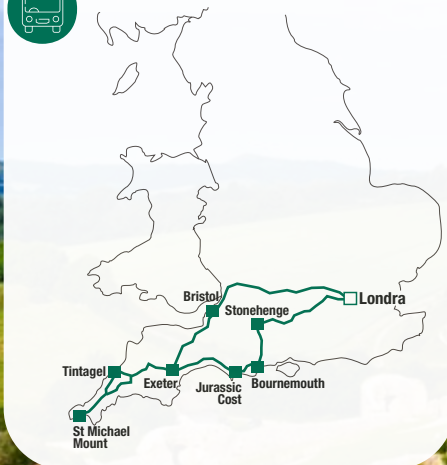 Bristol
Stonehenge
Londra
Tintagel
Exeter
Jurassic
Cost
Bournemouth
St Michael
Mount